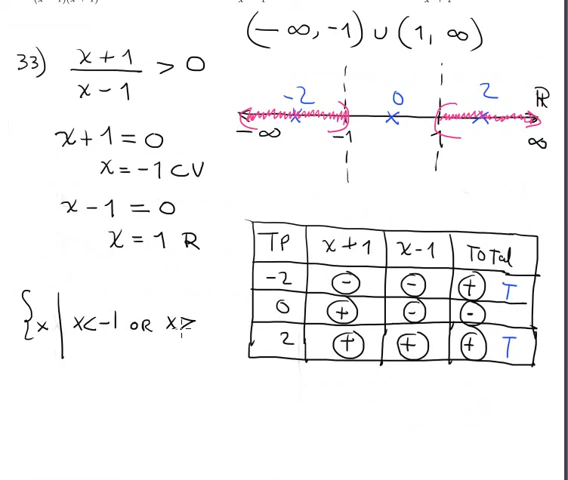 (-∞, -1) ∪ (1, ∞)
33) x+1 / x-1 > 0
-2 0 2 ℝ
-∞ -1 1 ∞
x+1=0
x=-1 CV
x-1=0
x=1 R
TP x+1 x-1 Total
-2 - - + T
0 + - -
2 + + + T
{x | x<-1 OR x>